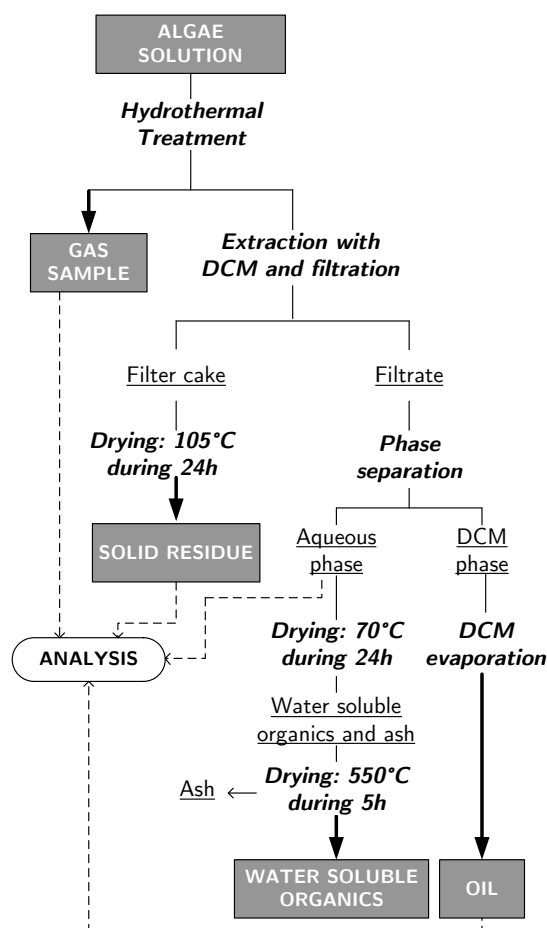 ALGAE
SOLUTION
Hydrothermal
Treatment
GAS
SAMPLE
Extraction with
DCM and filtration
Filter cake
Filtrate
Drying: 105°C
during 24h
Phase
separation
SOLID RESIDUE
Aqueous
phase
DCM
phase
ANALYSIS
Drying: 70°C
during 24h
DCM
evaporation
Water soluble
organics and ash
Ash
Drying: 550°C
during 5h
WATER SOLUBLE
ORGANICS
OIL